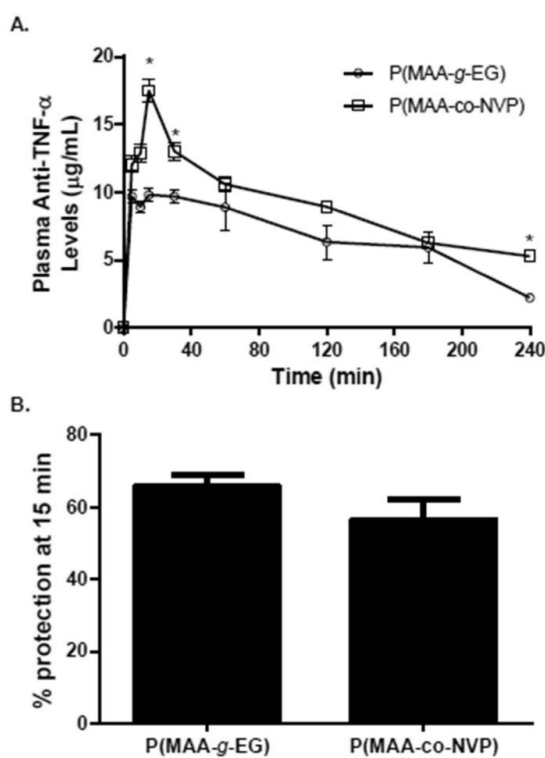 A.
20
15
10
5
0
Plasma Anti-TNF-α
Levels (μg/mL)
*
*
*
P(MAA-g-EG)
P(MAA-co-NVP)
0 40 80 120 160 200 240
Time (min)
B.
80
60
40
20
0
% protection at 15 min
P(MAA-g-EG) P(MAA-co-NVP)